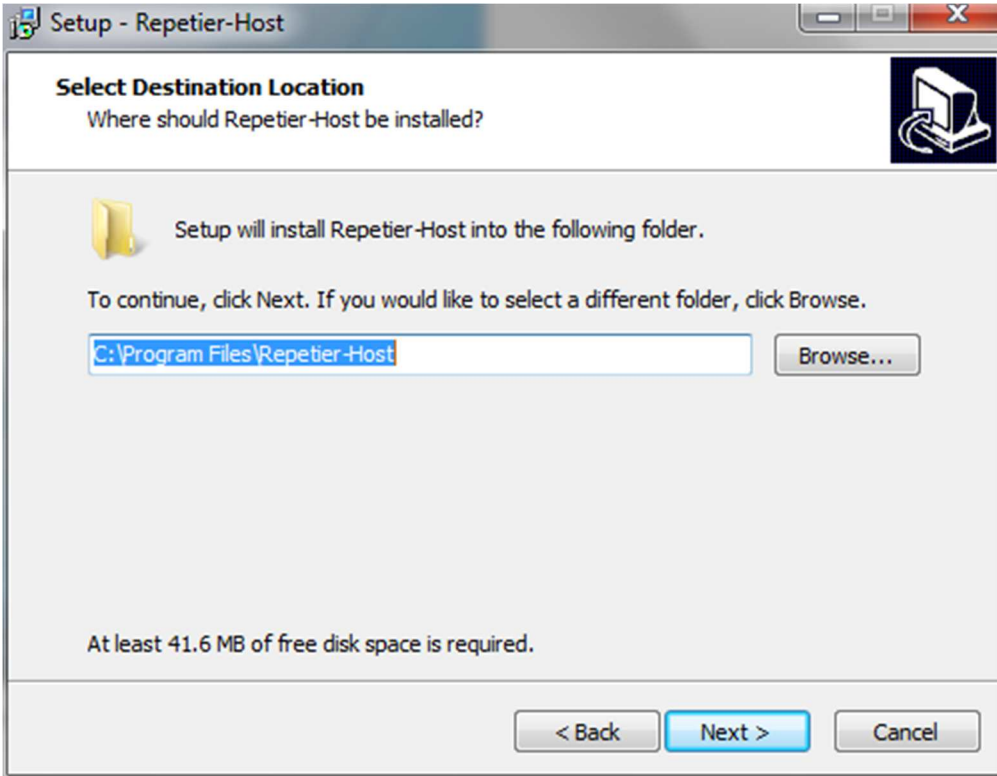 Setup - Repetier-Host
Select Destination Location
Where should Repetier-Host be installed?
Setup will install Repetier-Host into the following folder.
To continue, click Next. If you would like to select a different folder, click Browse.
C:\Program Files\Repetier-Host
Browse...
At least 41.6 MB of free disk space is required.
< Back
Next >
Cancel